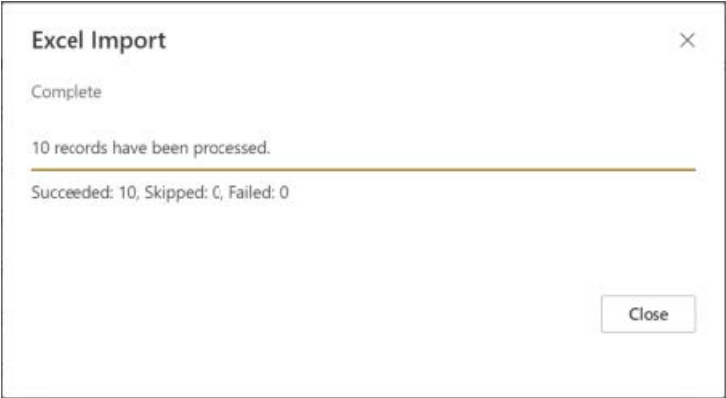 Excel Import
Complete
10 records have been processed.
Succeeded: 10, Skipped: 0, Failed: 0
Close